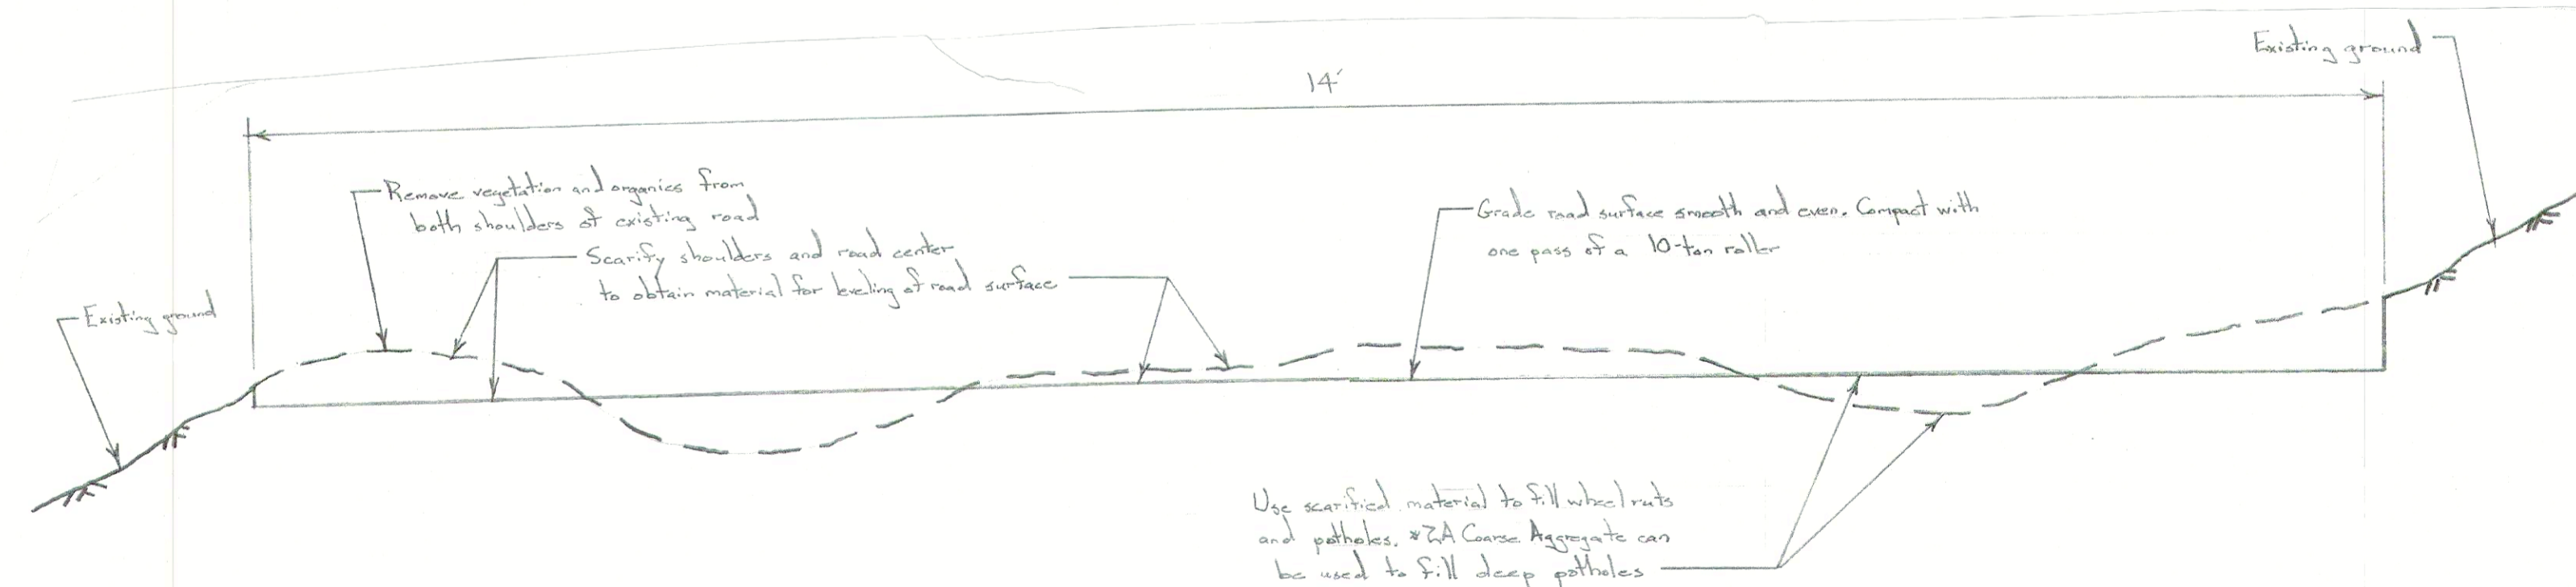 Existing ground
14'
Remove vegetation and organics from
both shoulders of existing road
Grade road surface smooth and even. Compact with
one pass of a 10-ton roller
Scarify shoulders and road center
to obtain material for leveling of road surface
Existing ground
Use scarified material to fill wheel ruts
and potholes. *2A Coarse Aggregate can
be used to fill deep potholes